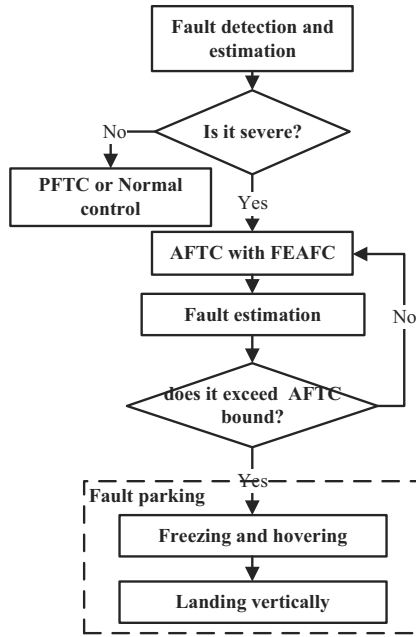 Fault detection and
estimation
Is it severe?
No
PFTC or Normal
control
Yes
AFTC with FEAFC
No
Fault estimation
does it exceed AFTC
bound?
Yes
Fault parking
Freezing and hovering
Landing vertically